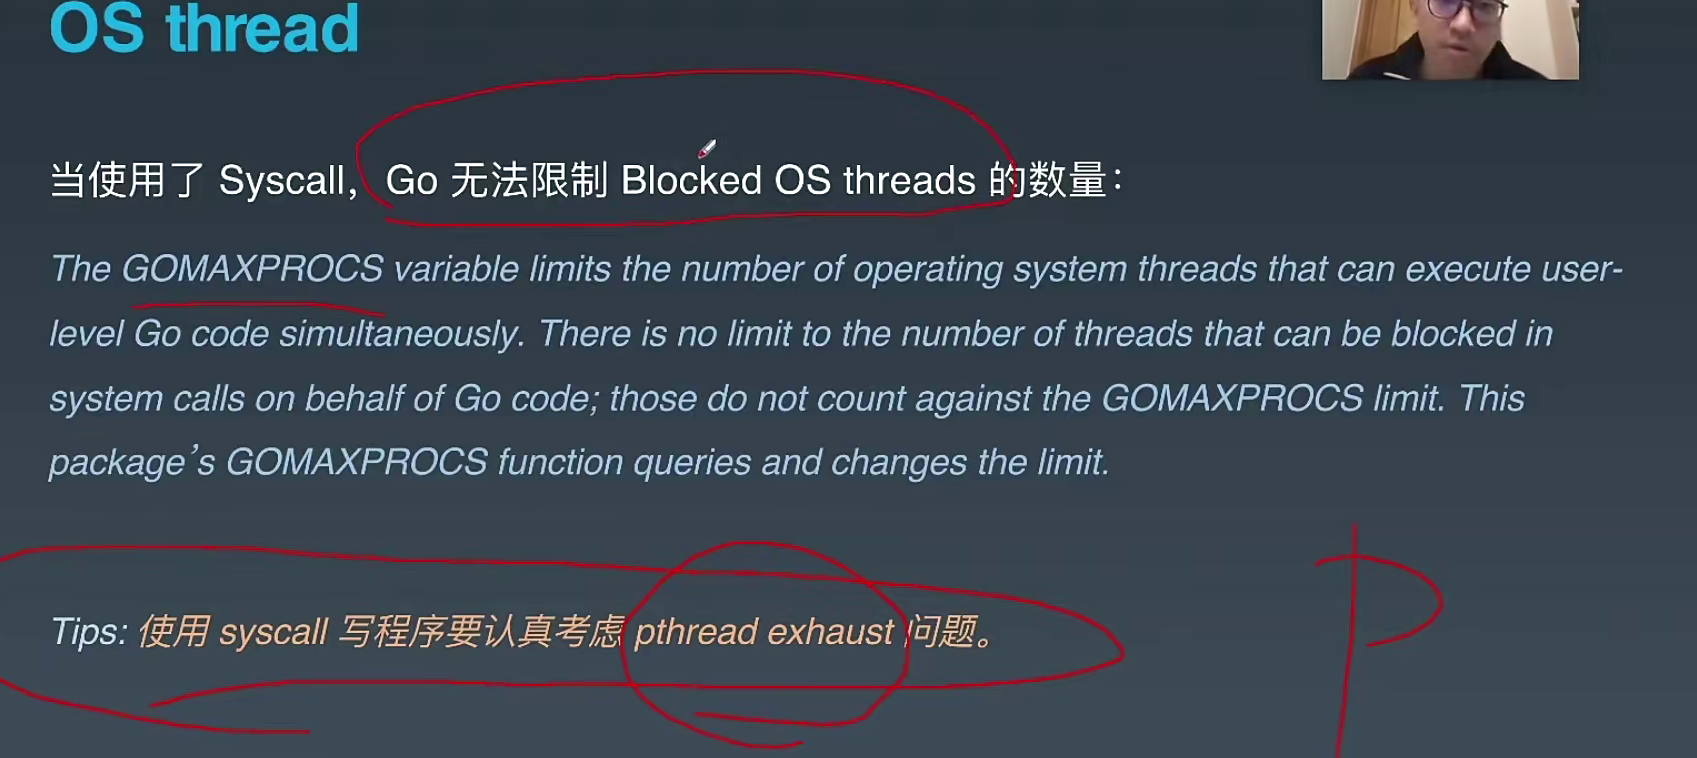 OS thread
当使用了 Syscall，Go 无法限制 Blocked OS threads 的数量：
The GOMAXPROCS variable limits the number of operating system threads that can execute user-
level Go code simultaneously. There is no limit to the number of threads that can be blocked in
system calls on behalf of Go code; those do not count against the GOMAXPROCS limit. This
package’s GOMAXPROCS function queries and changes the limit.
Tips: 使用 syscall 写程序要认真考虑 pthread exhaust 问题。
P